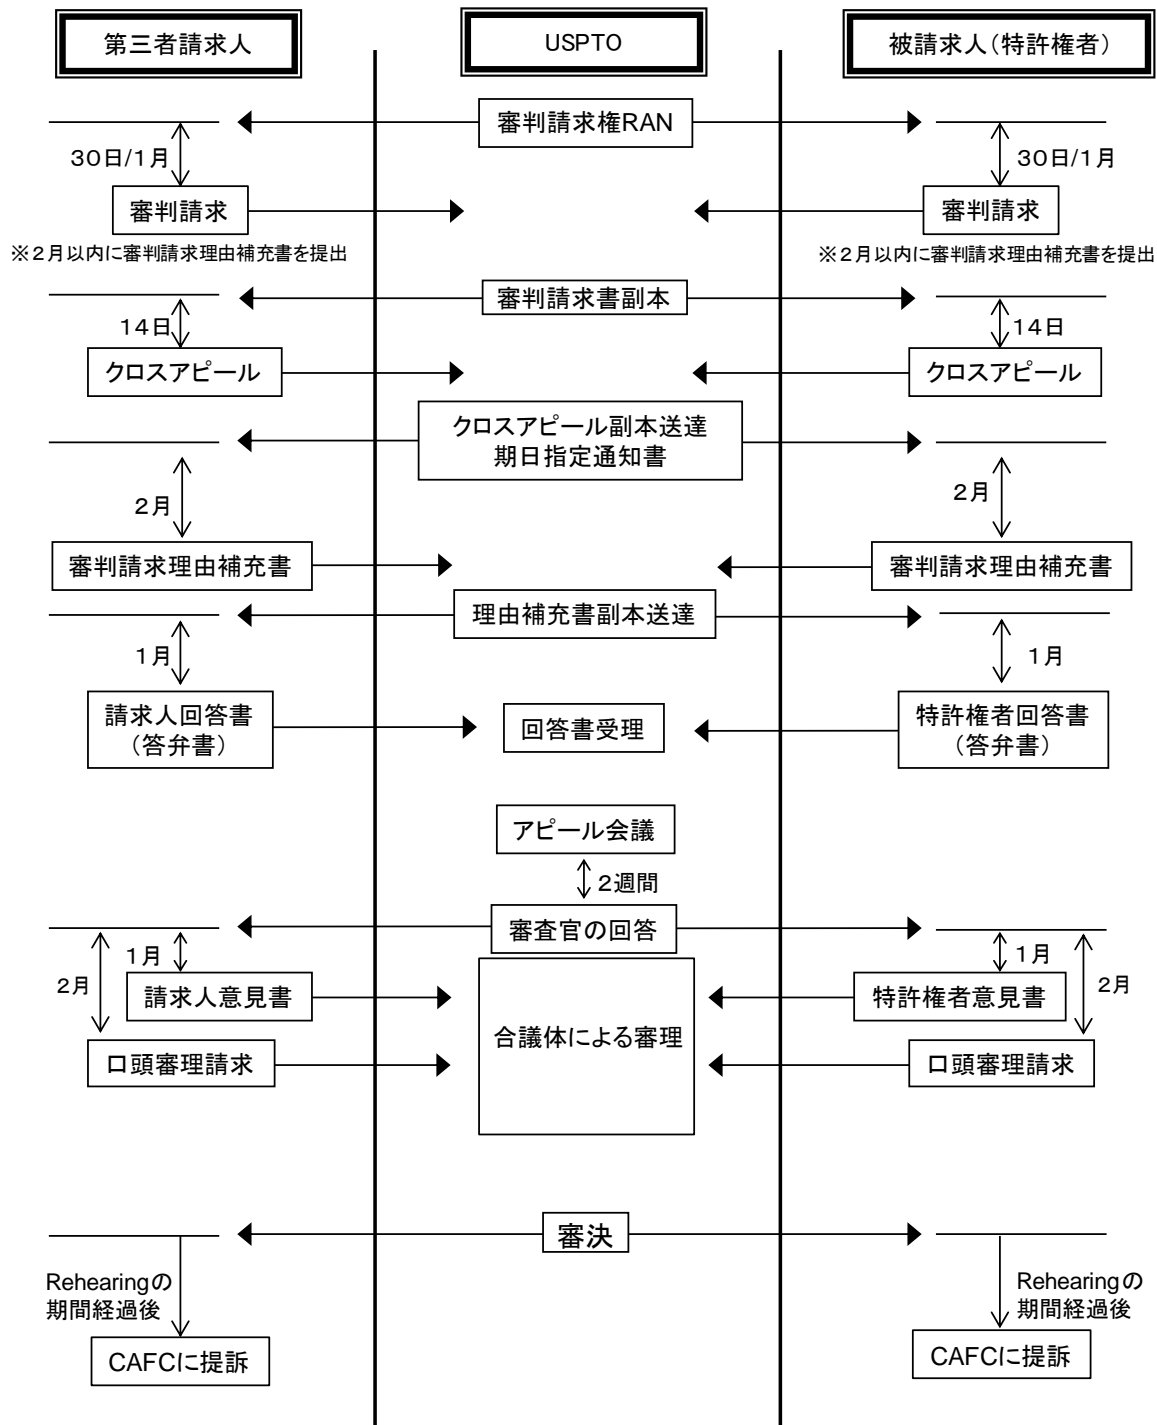 第三者請求人
USPTO
被請求人(特許権者)
審判請求権RAN
30日/1月
30日/1月
審判請求
審判請求
※2月以内に審判請求理由補充書を提出
※2月以内に審判請求理由補充書を提出
審判請求書副本
14日
14日
クロスアピール
クロスアピール
クロスアピール副本送達
期日指定通知書
2月
2月
審判請求理由補充書
審判請求理由補充書
理由補充書副本送達
1月
1月
請求人回答書
(答弁書)
回答書受理
特許権者回答書
(答弁書)
アピール会議
2週間
審査官の回答
1月
2月
1月
2月
請求人意見書
特許権者意見書
合議体による審理
口頭審理請求
口頭審理請求
審決
Rehearingの
期間経過後
Rehearingの
期間経過後
CAFCに提訴
CAFCに提訴